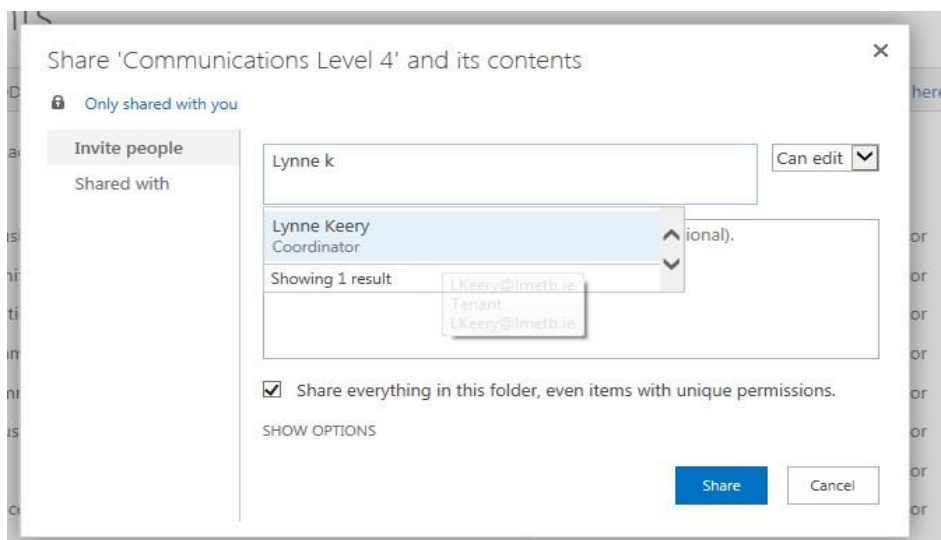 Share 'Communications Level 4' and its contents
Only shared with you
here
Invite people
Shared with
Lynne k
Can edit
Lynne Keery
Coordinator
ional).
Showing 1 result
LKeery@lmetb.ie
Tenant
LKeery@lmetb.ie
or
or
or
or
or
or
or
or
Share everything in this folder, even items with unique permissions.
SHOW OPTIONS
Share
Cancel